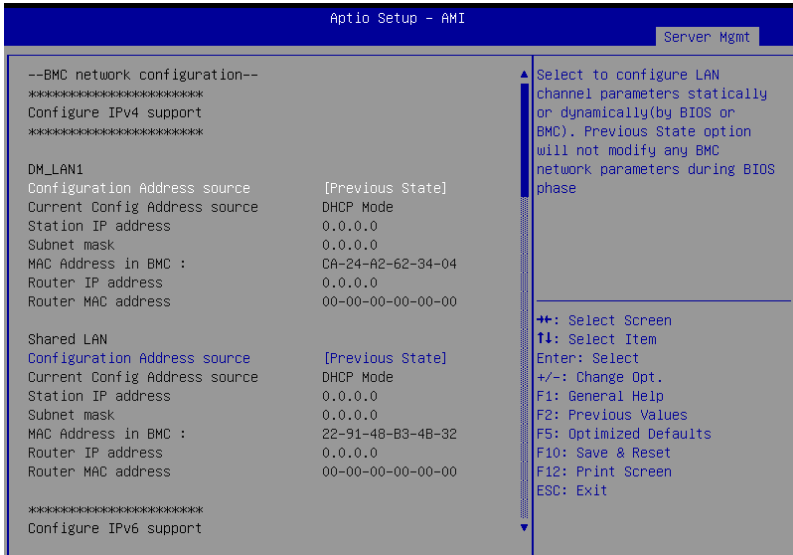 Aptio Setup - AMI
Server Mgmt
--BMC network configuration--
************************
Configure IPv4 support
************************
DM_LAN1
Configuration Address source [Previous State]
Current Config Address source DHCP Mode
Station IP address 0.0.0.0
Subnet mask 0.0.0.0
MAC Address in BMC : CA-24-A2-62-34-04
Router IP address 0.0.0.0
Router MAC address 00-00-00-00-00-00
Shared LAN
Configuration Address source [Previous State]
Current Config Address source DHCP Mode
Station IP address 0.0.0.0
Subnet mask 0.0.0.0
MAC Address in BMC : 22-91-48-B3-4B-32
Router IP address 0.0.0.0
Router MAC address 00-00-00-00-00-00
************************
Configure IPv6 support
Select to configure LAN
channel parameters statically
or dynamically(by BIOS or
BMC). Previous State option
will not modify any BMC
network parameters during BIOS
phase
→←: Select Screen
↑↓: Select Item
Enter: Select
+/-: Change Opt.
F1: General Help
F2: Previous Values
F5: Optimized Defaults
F10: Save & Reset
F12: Print Screen
ESC: Exit